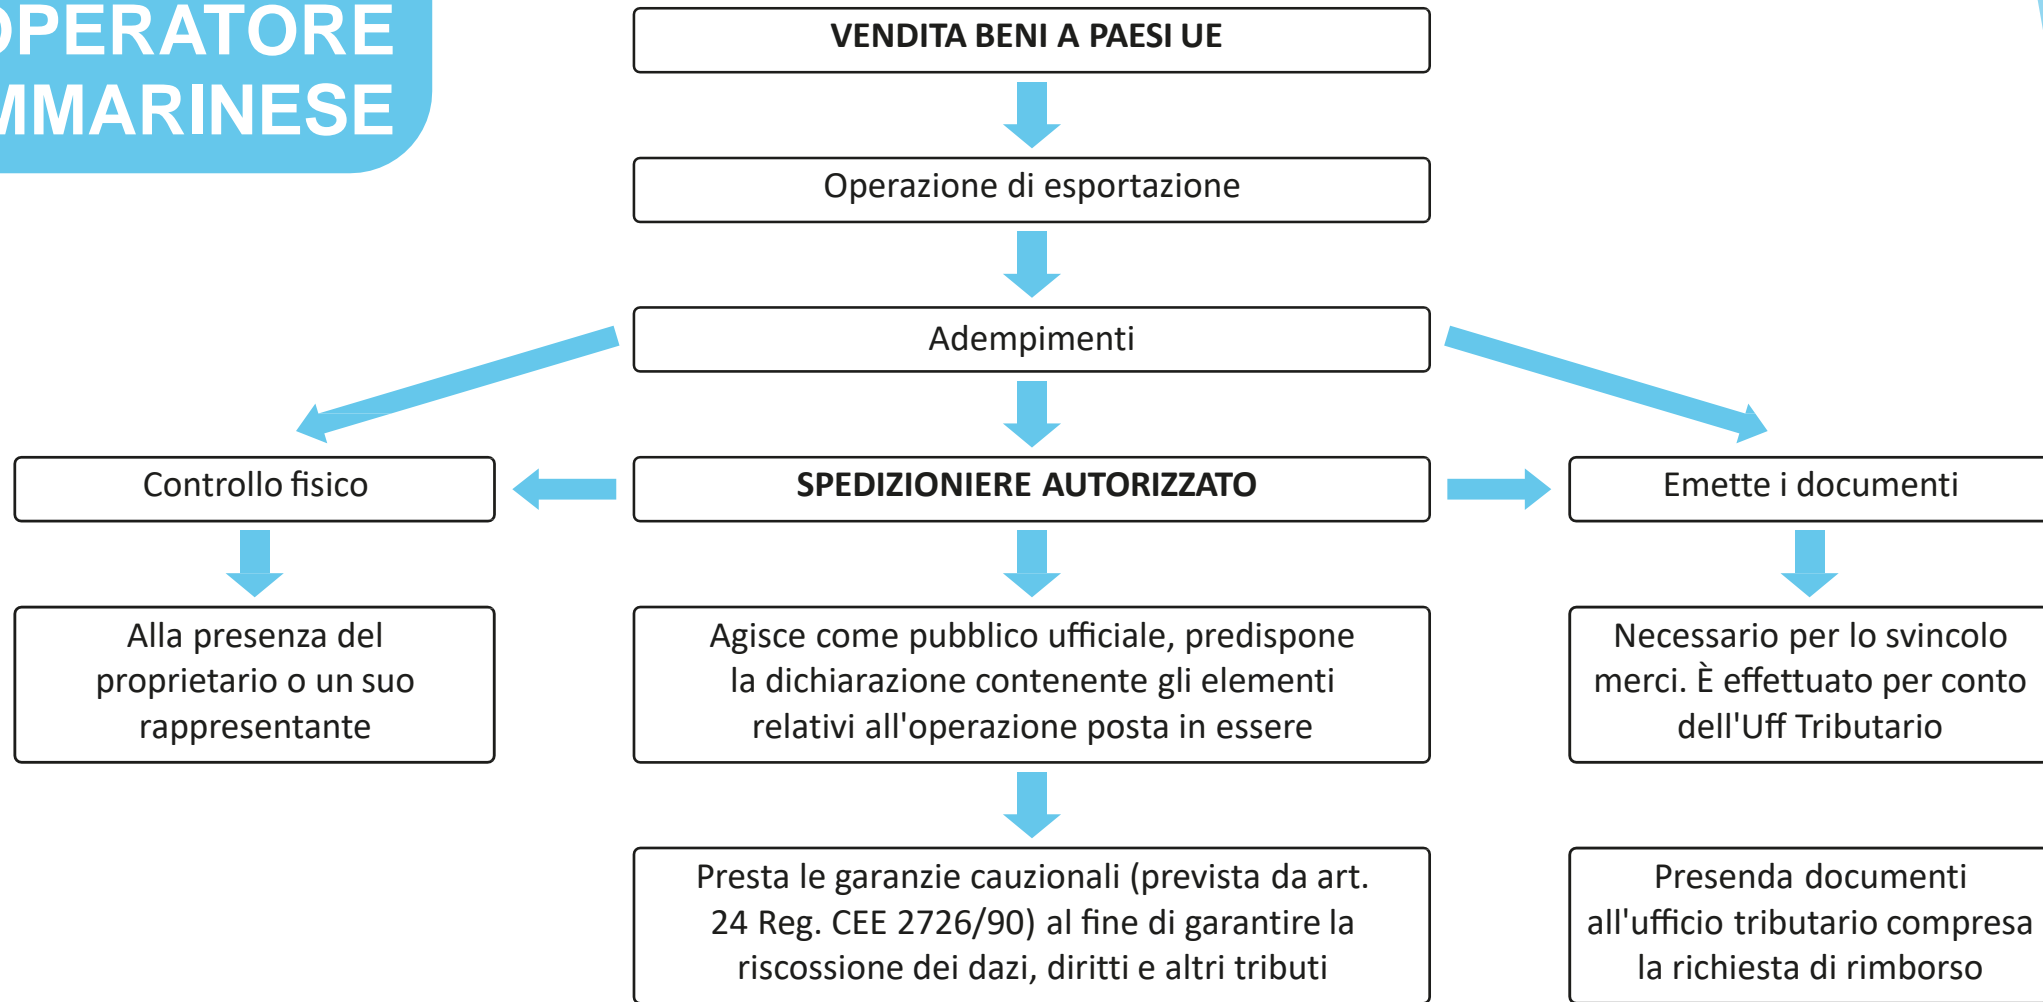 OPERATORE
MMARINESE
VENDITA BENI A PAESI UE
Operazione di esportazione
Adempimenti
Controllo fisico
SPEDIZIONIERE AUTORIZZATO
Emette i documenti
Alla presenza del
proprietario o un suo
rappresentante
Agisce come pubblico ufficiale, predispone
la dichiarazione contenente gli elementi
relativi all'operazione posta in essere
Necessario per lo svincolo
merci. È effettuato per conto
dell'Uff Tributario
Presta le garanzie cauzionali (prevista da art.
24 Reg. CEE 2726/90) al fine di garantire la
riscossione dei dazi, diritti e altri tributi
Presenda documenti
all'ufficio tributario compresa
la richiesta di rimborso